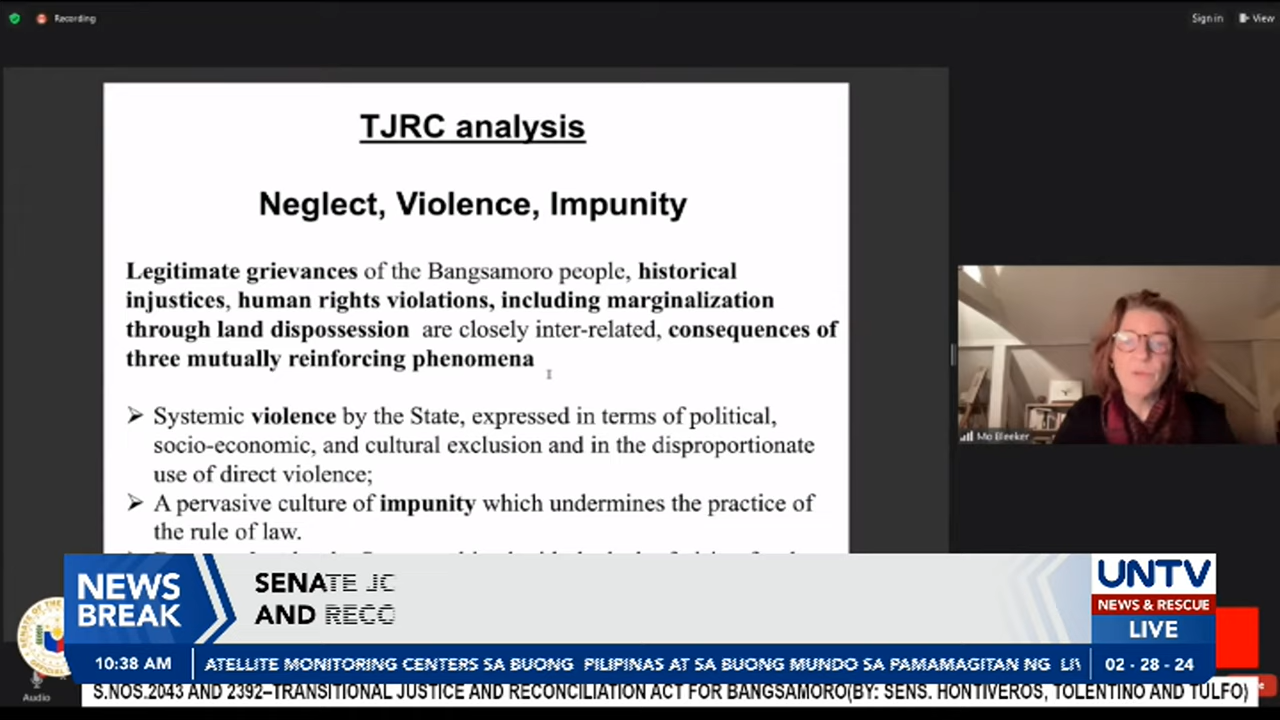 Recording
Sign in
View
TJRC analysis
Neglect, Violence, Impunity
Legitimate grievances of the Bangsamoro people, historical
injustices, human rights violations, including marginalization
through land dispossession are closely inter-related, consequences of
three mutually reinforcing phenomena
➢ Systemic violence by the State, expressed in terms of political,
socio-economic, and cultural exclusion and in the disproportionate
use of direct violence;
➢ A pervasive culture of impunity which undermines the practice of
the rule of law.
Mo Bleeker
NEWS
BREAK
SENATE JC
AND RECO
UNTV
NEWS & RESCUE
LIVE
10:38 AM
ATELLITE MONITORING CENTERS SA BUONG PILIPINAS AT SA BUONG MUNDO SA PAMAMAGITAN NG LIV
02 - 28 - 24
Audio
S.NOS.2043 AND 2392–TRANSITIONAL JUSTICE AND RECONCILIATION ACT FOR BANGSAMORO(BY: SENS. HONTIVEROS, TOLENTINO AND TULFO)